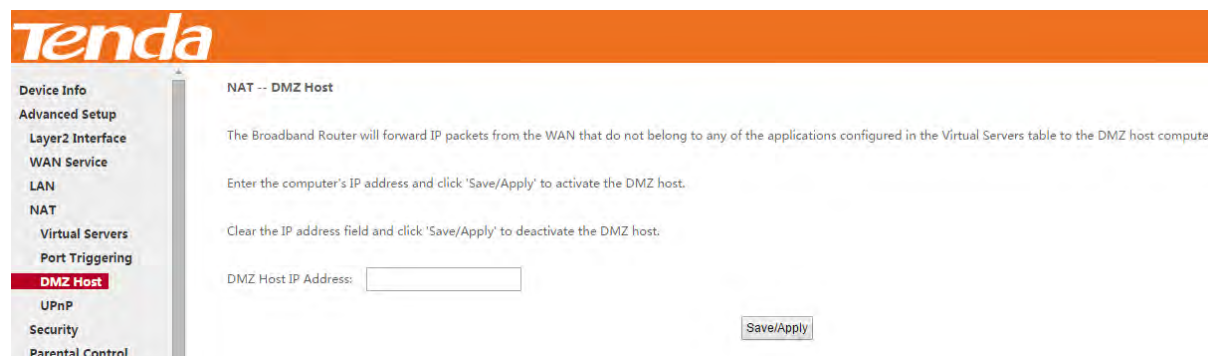 Tenda
Device Info
Advanced Setup
Layer2 Interface
WAN Service
LAN
NAT
Virtual Servers
Port Triggering
DMZ Host
UPnP
Security
Parental Control
NAT -- DMZ Host
The Broadband Router will forward IP packets from the WAN that do not belong to any of the applications configured in the Virtual Servers table to the DMZ host compute
Enter the computer's IP address and click 'Save/Apply' to activate the DMZ host.
Clear the IP address field and click 'Save/Apply' to deactivate the DMZ host.
DMZ Host IP Address:
Save/Apply